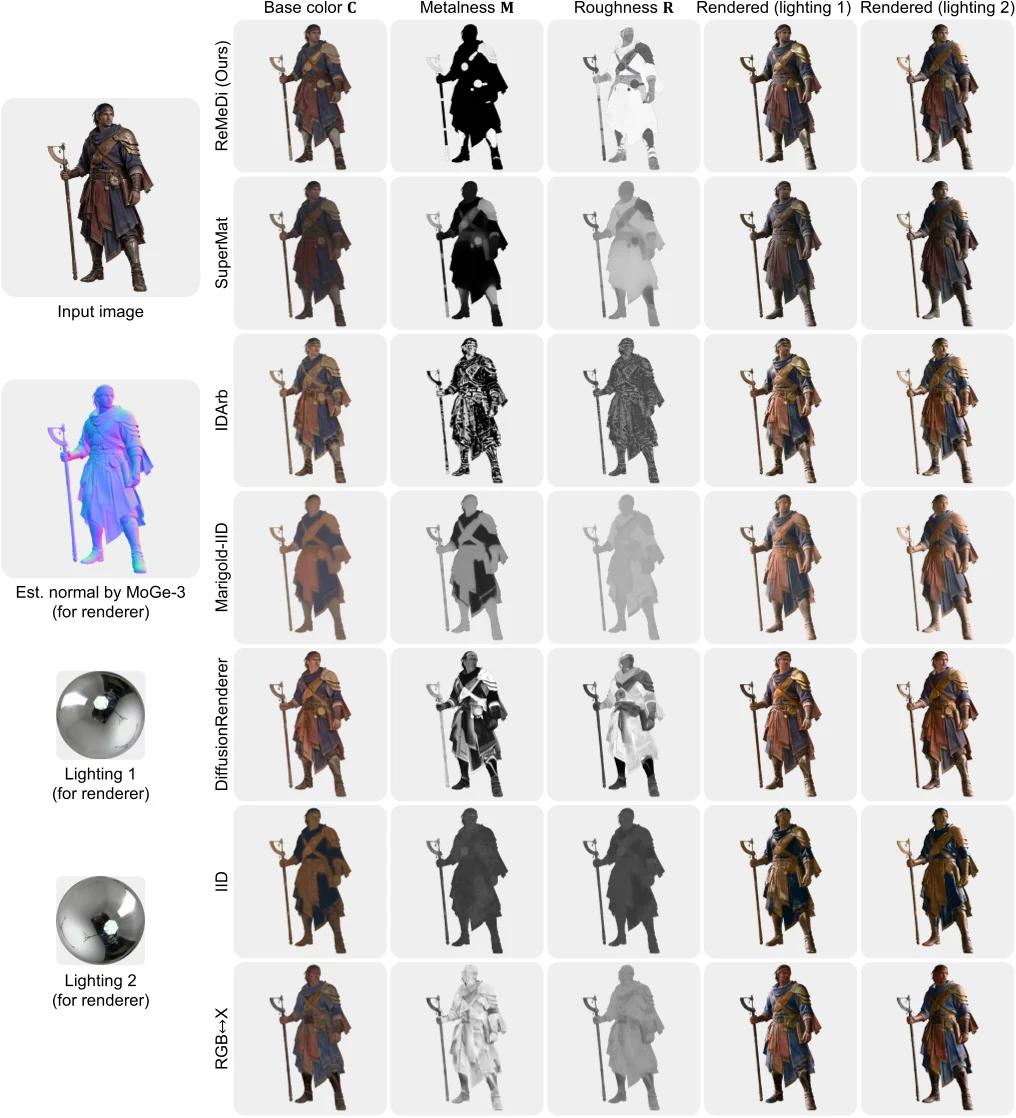 Base color C
Metalness M
Roughness R
Rendered (lighting 1)
Rendered (lighting 2)
ReMeDi (Ours)
SuperMat
IDArb
Marigold-IID
DiffusionRenderer
IID
RGB↔X
Input image
Est. normal by MoGe-3
(for renderer)
Lighting 1
(for renderer)
Lighting 2
(for renderer)